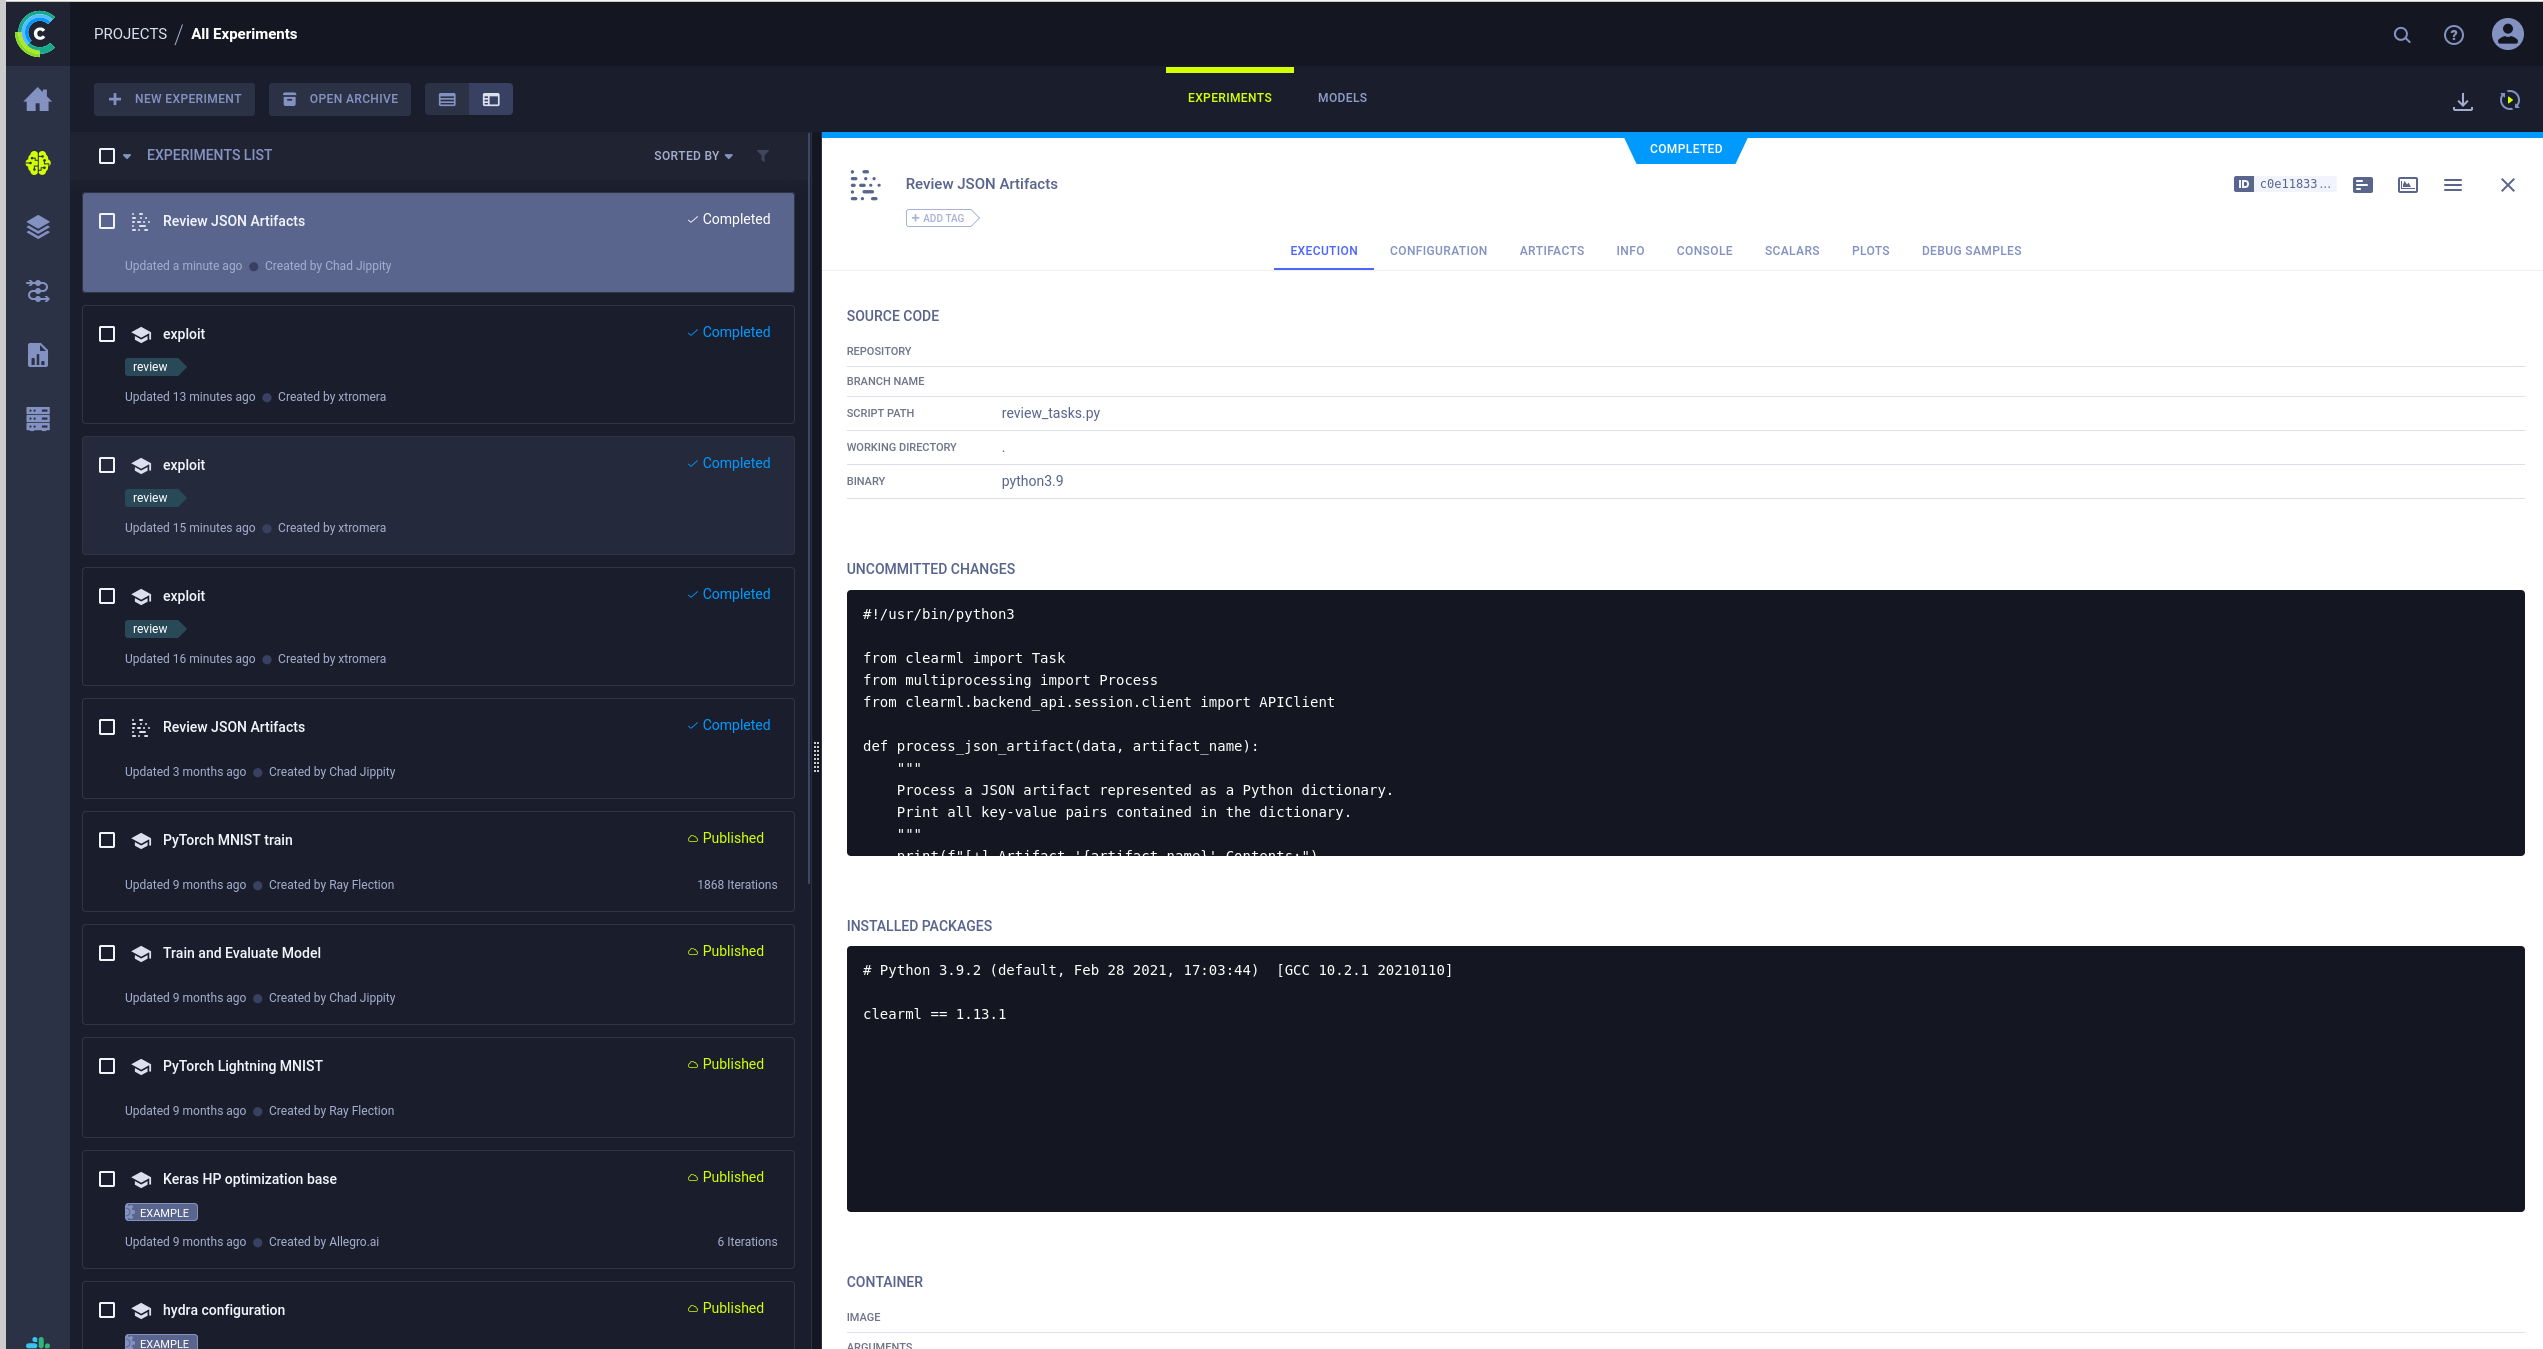 PROJECTS / All Experiments
NEW EXPERIMENT
OPEN ARCHIVE
EXPERIMENTS
MODELS
EXPERIMENTS LIST
SORTED BY
Review JSON Artifacts
Completed
Updated a minute ago
Created by Chad Jippity
exploit
Completed
review
Updated 13 minutes ago
Created by xtromera
exploit
Completed
review
Updated 15 minutes ago
Created by xtromera
exploit
Completed
review
Updated 16 minutes ago
Created by xtromera
Review JSON Artifacts
Completed
Updated 3 months ago
Created by Chad Jippity
PyTorch MNIST train
Published
Updated 9 months ago
Created by Ray Flection
1868 Iterations
Train and Evaluate Model
Published
Updated 9 months ago
Created by Chad Jippity
PyTorch Lightning MNIST
Published
Updated 9 months ago
Created by Ray Flection
Keras HP optimization base
Published
EXAMPLE
Updated 9 months ago
Created by Allegro.ai
6 Iterations
hydra configuration
Published
EXAMPLE
COMPLETED
Review JSON Artifacts
ID c0e11833...
+ ADD TAG
EXECUTION
CONFIGURATION
ARTIFACTS
INFO
CONSOLE
SCALARS
PLOTS
DEBUG SAMPLES
SOURCE CODE
REPOSITORY
BRANCH NAME
SCRIPT PATH review_tasks.py
WORKING DIRECTORY .
BINARY python3.9
UNCOMMITTED CHANGES
#!/usr/bin/python3
from clearml import Task
from multiprocessing import Process
from clearml.backend_api.session.client import APIClient
def process_json_artifact(data, artifact_name):
"""
Process a JSON artifact represented as a Python dictionary.
Print all key-value pairs contained in the dictionary.
"""
print(f"[+] Artifact '{artifact_name}' Contents:")
INSTALLED PACKAGES
# Python 3.9.2 (default, Feb 28 2021, 17:03:44)  [GCC 10.2.1 20210110]
clearml == 1.13.1
CONTAINER
IMAGE
ARGUMENTS